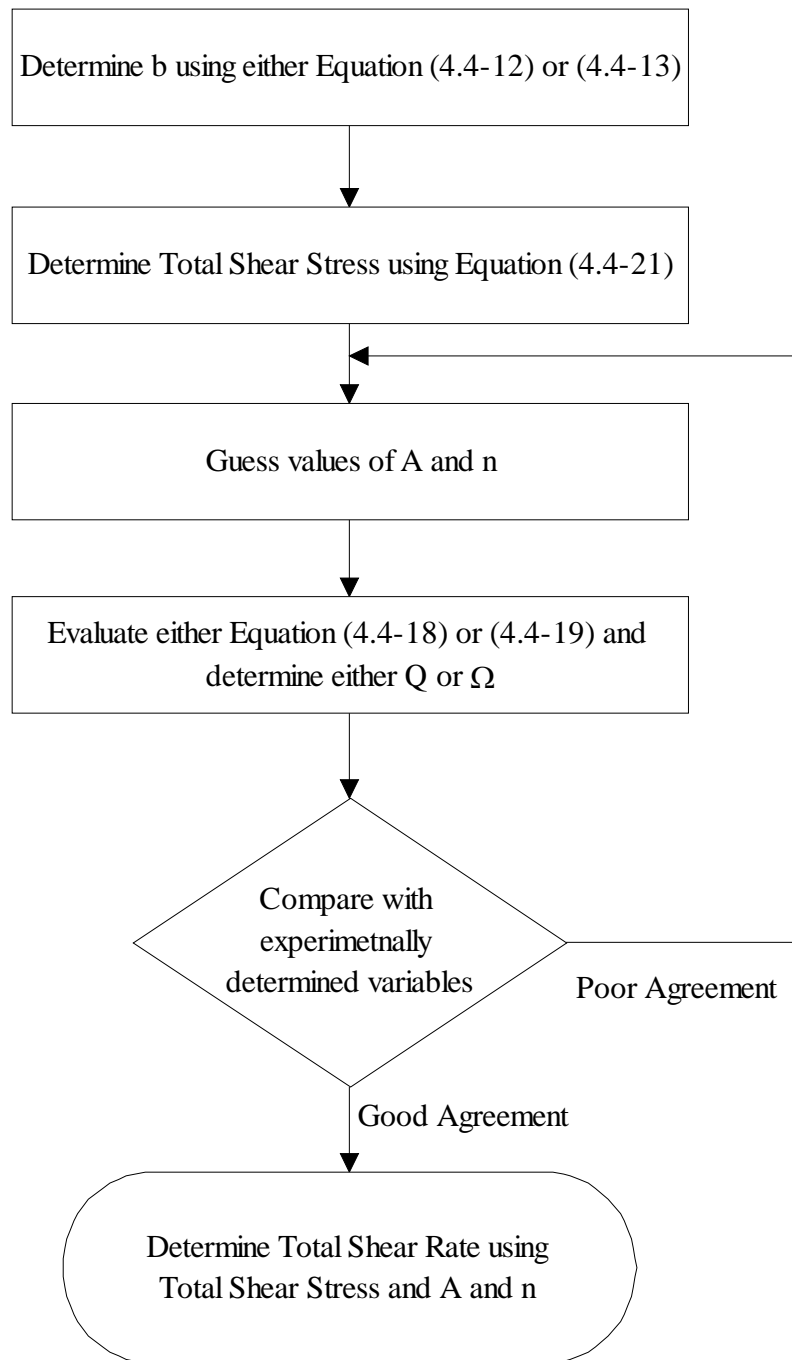 Determine b using either Equation (4.4-12) or (4.4-13)
Determine Total Shear Stress using Equation (4.4-21)
Guess values of A and n
Evaluate either Equation (4.4-18) or (4.4-19) and
determine either Q or Ω
Compare with
experimetnally
determined variables
Poor Agreement
Good Agreement
Determine Total Shear Rate using
Total Shear Stress and A and n